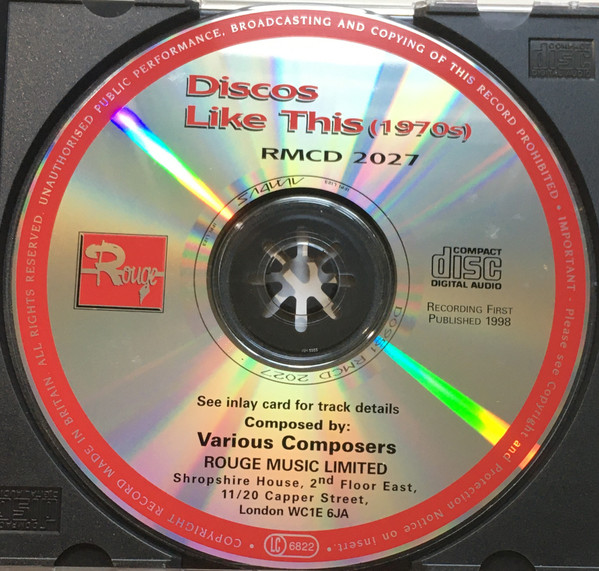 UNAUTHORISED PUBLIC PERFORMANCE, BROADCASTING AND COPYING OF THIS RECORD PROHIBITED • IMPORTANT - Please see Copyright and Protection Notice on insert. •
COPYRIGHT RECORD MADE IN BRITAIN. ALL RIGHTS RESERVED.
Discos
Like This (1970s)
RMCD 2027
Rouge
COMPACT
disc
DIGITAL AUDIO
RECORDING FIRST
PUBLISHED 1998
RMCD 2027
See inlay card for track details
Composed by:
Various Composers
ROUGE MUSIC LIMITED
Shropshire House, 2nd Floor East,
11/20 Capper Street,
London WC1E 6JA
LC 6822